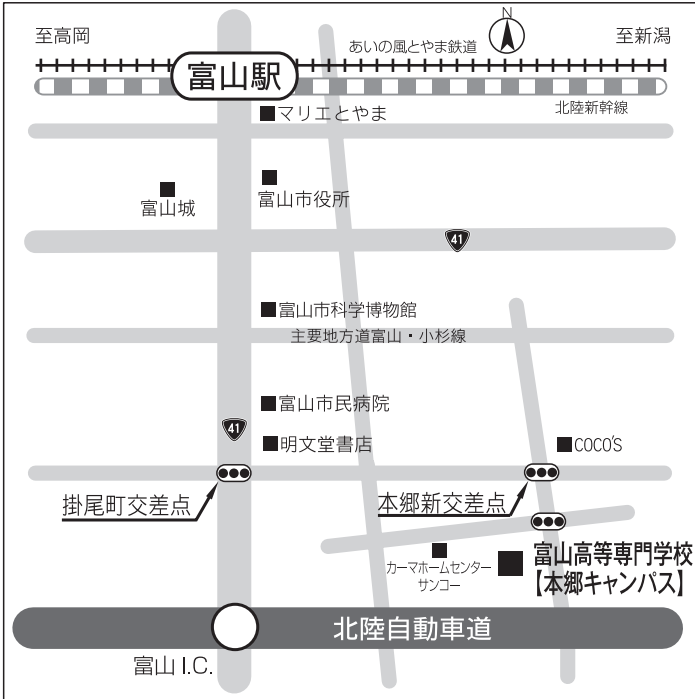 N
至高岡
あいの風とやま鉄道
至新潟
富山駅
北陸新幹線
マリエとやま
富山城
富山市役所
41
富山市科学博物館
主要地方道富山・小杉線
富山市民病院
41
明文堂書店
COCO'S
掛尾町交差点
本郷新交差点
カーマホームセンター
サンコー
富山高等専門学校
【本郷キャンパス】
北陸自動車道
富山 I.C.